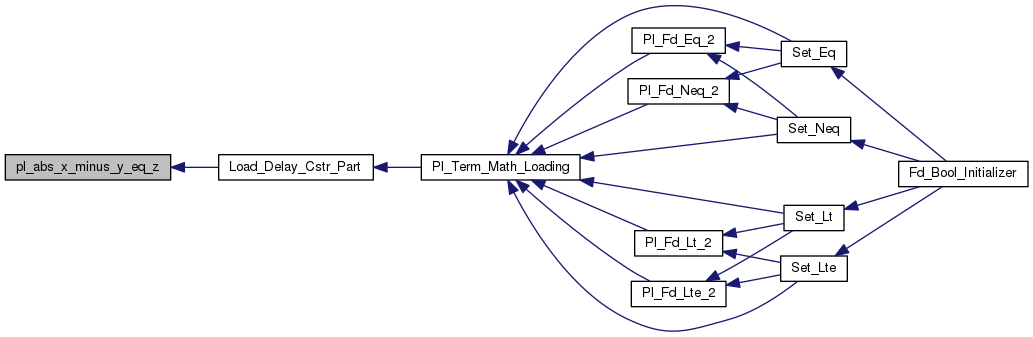 pl_abs_x_minus_y_eq_z
Load_Delay_Cstr_Part
Pl_Term_Math_Loading
Pl_Fd_Eq_2
Pl_Fd_Neq_2
Pl_Fd_Lt_2
Pl_Fd_Lte_2
Set_Eq
Set_Neq
Set_Lt
Set_Lte
Fd_Bool_Initializer